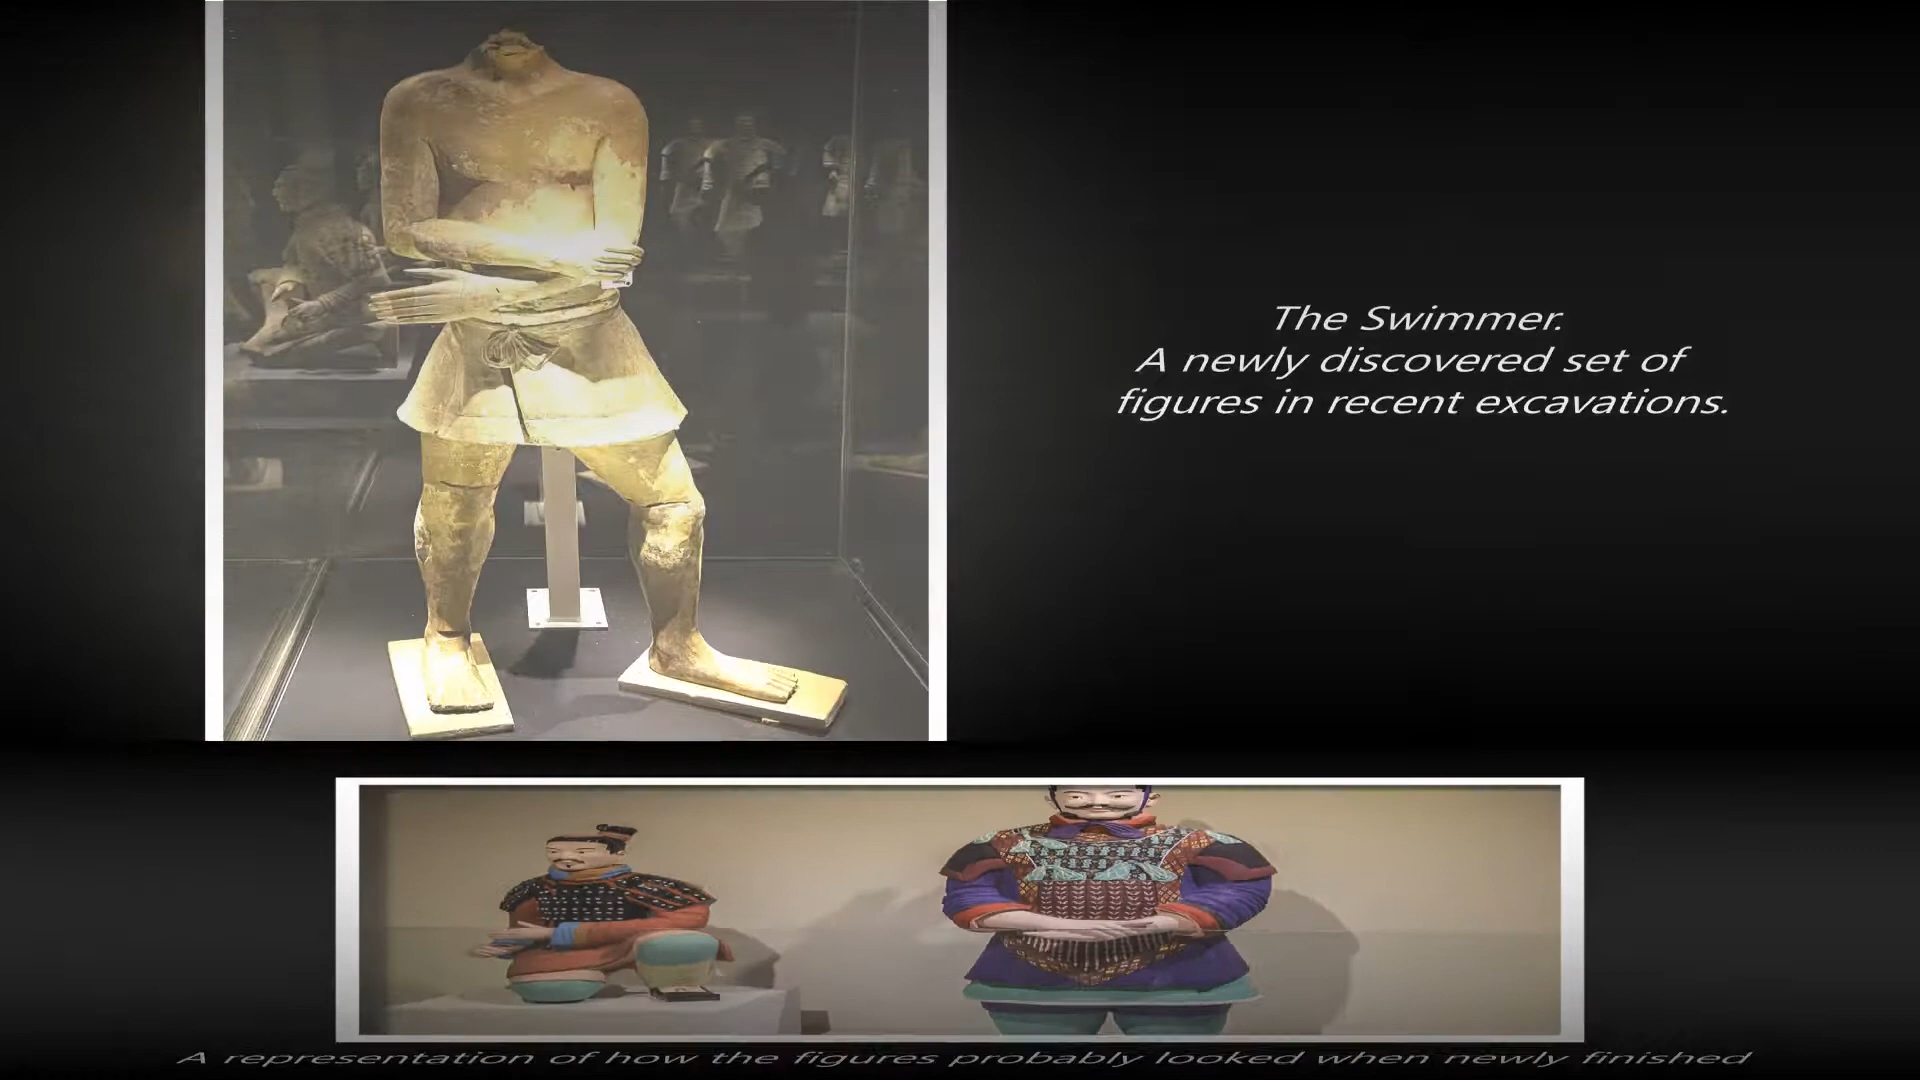 The Swimmer.
A newly discovered set of
figures in recent excavations.
A representation of how the figures probably looked when newly finished